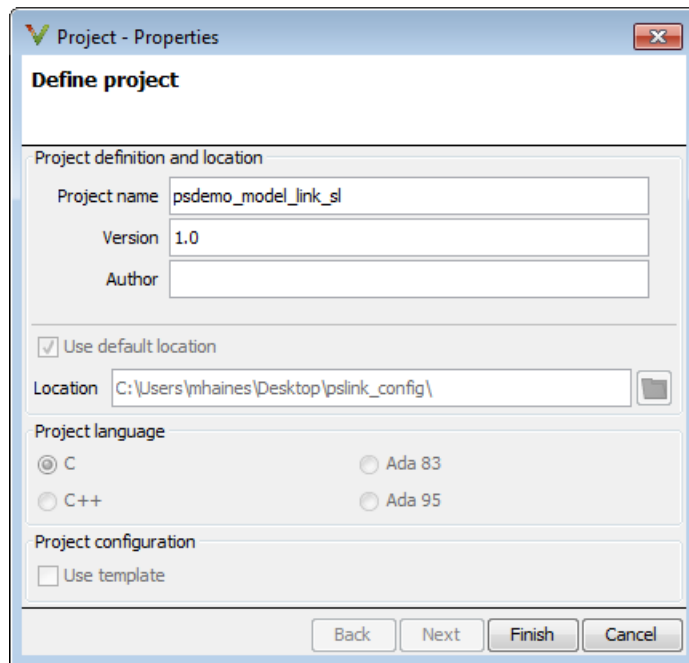 Project - Properties
Define project
Project definition and location
Project name psdemo_model_link_sl
Version 1.0
Author
Use default location
Location C:\Users\mhaines\Desktop\pslink_config\
Project language
C Ada 83
C++ Ada 95
Project configuration
Use template
Back Next Finish Cancel